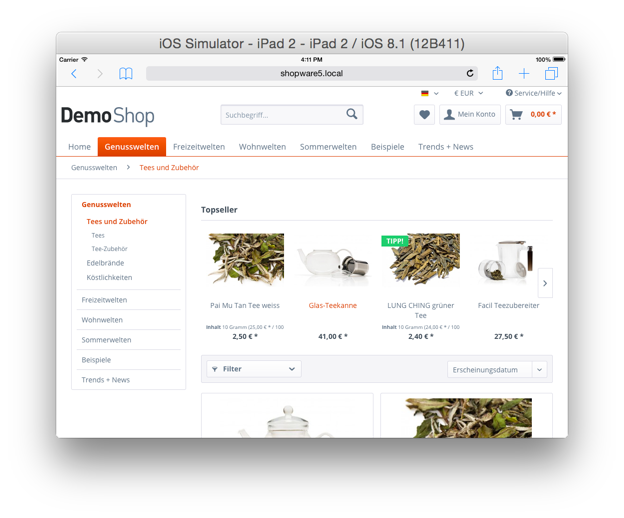 iOS Simulator - iPad 2 - iPad 2 / iOS 8.1 (12B411)
Carrier 4:11 PM 100%
shopware5.local
€ EUR Service/Hilfe
DemoShop Suchbegriff... Mein Konto 0,00 € *
Home Genusswelten Freizeitwelten Wohnwelten Sommerwelten Beispiele Trends + News
Genusswelten Tees und Zubehör
Genusswelten
Tees und Zubehör
Tees
Tee-Zubehör
Edelbrände
Köstlichkeiten
Freizeitwelten
Wohnwelten
Sommerwelten
Beispiele
Trends + News
Topseller
TIPP!
Pai Mu Tan Tee weiss
Inhalt 10 Gramm (25,00 € * / 100
2,50 € *
Glas-Teekanne
41,00 € *
LUNG CHING grüner
Tee
Inhalt 10 Gramm (24,00 € * / 100
2,40 € *
Facil Teezubereiter
27,50 € *
Filter Erscheinungsdatum